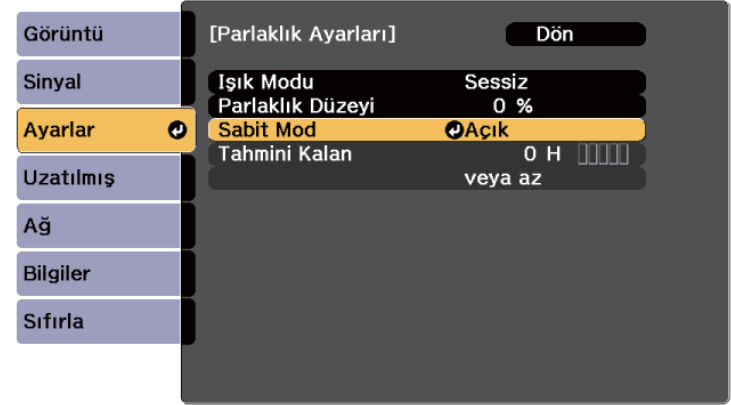 Görüntü
Sinyal
Ayarlar
Uzatılmış
Ağ
Bilgiler
Sıfırla
[Parlaklık Ayarları] Dön
Işık Modu Sessiz
Parlaklık Düzeyi 0 %
Sabit Mod Açık
Tahmini Kalan 0 H
veya az